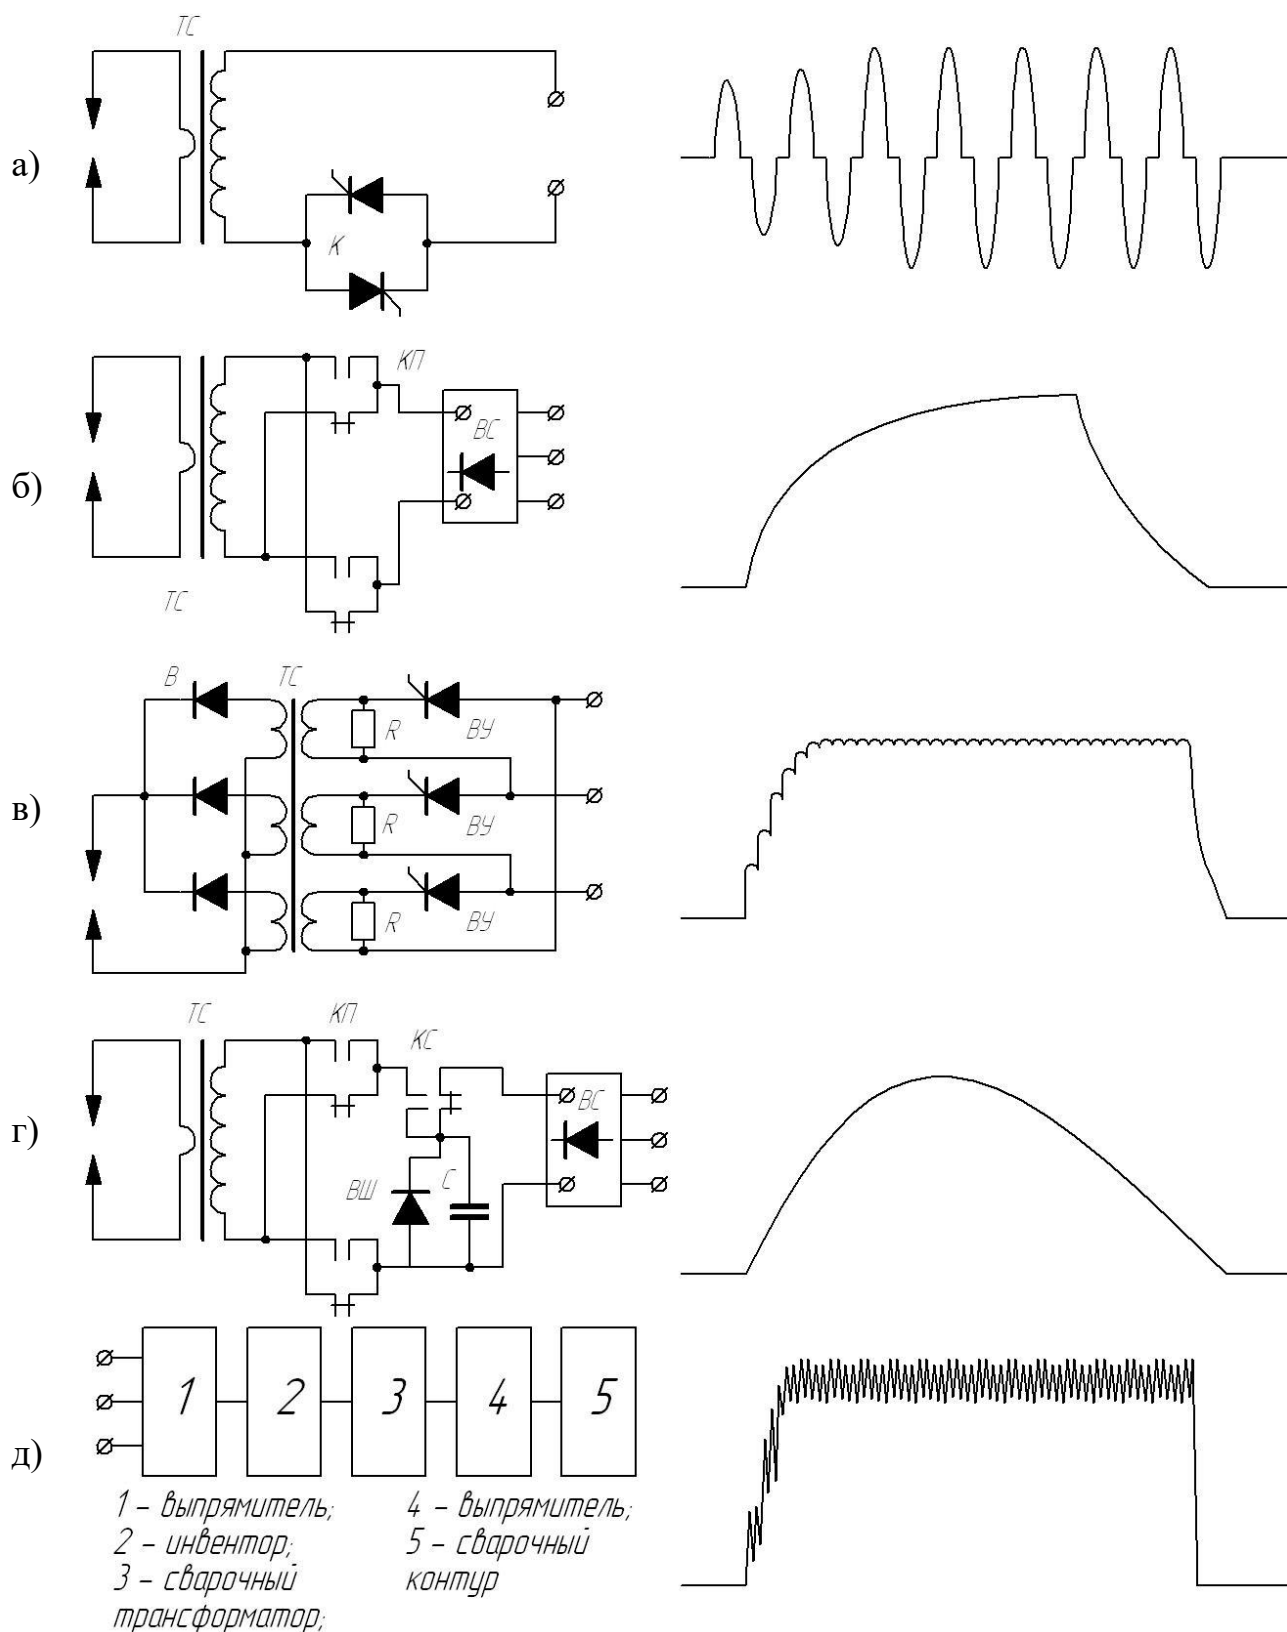 а)
ТС
К
б)
КП
ВС
ТС
в)
В
ТС
R
ВУ
R
ВУ
R
ВУ
г)
ТС
КП
КС
ВС
ВШ
С
д)
1 2 3 4 5
1 – выпрямитель;
2 – инвентор;
3 – сварочный
трансформатор;
4 – выпрямитель;
5 – сварочный
контур